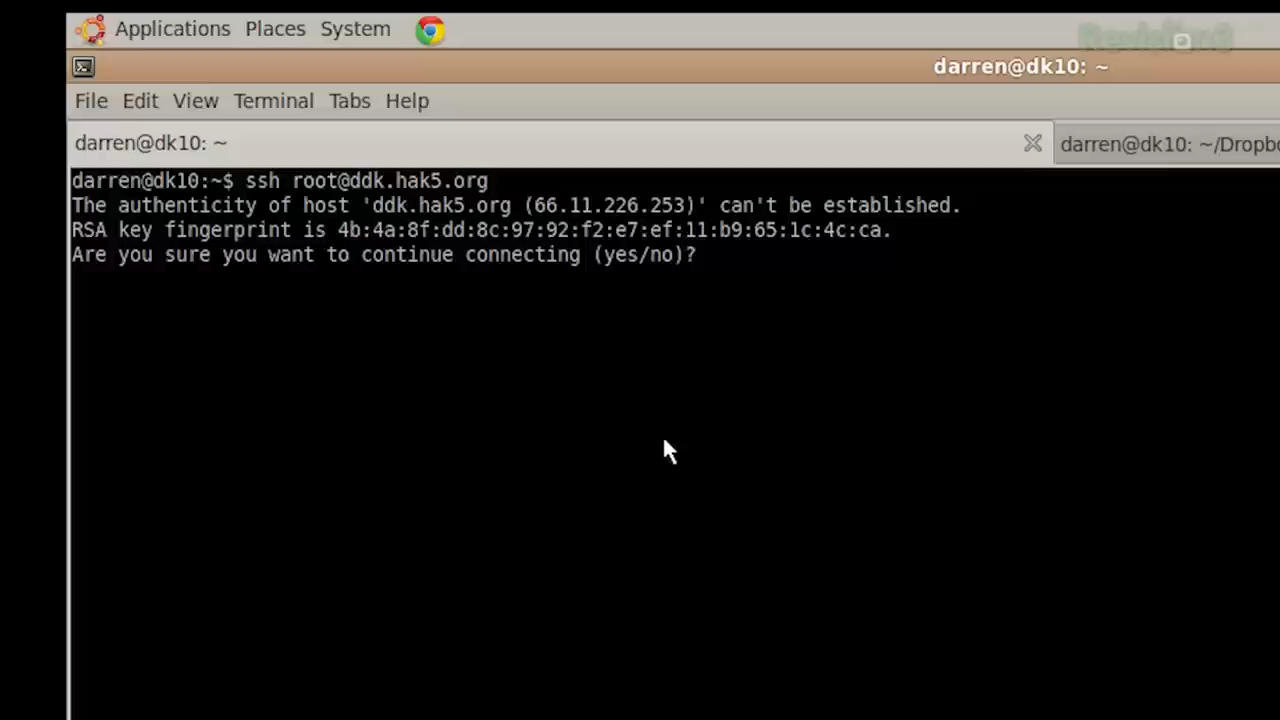 Applications Places System
Revision3
darren@dk10: ~
File Edit View Terminal Tabs Help
darren@dk10: ~
darren@dk10: ~/Dropb
darren@dk10:~$ ssh root@ddk.hak5.org
The authenticity of host 'ddk.hak5.org (66.11.226.253)' can't be established.
RSA key fingerprint is 4b:4a:8f:dd:8c:97:92:f2:e7:ef:11:b9:65:1c:4c:ca.
Are you sure you want to continue connecting (yes/no)?